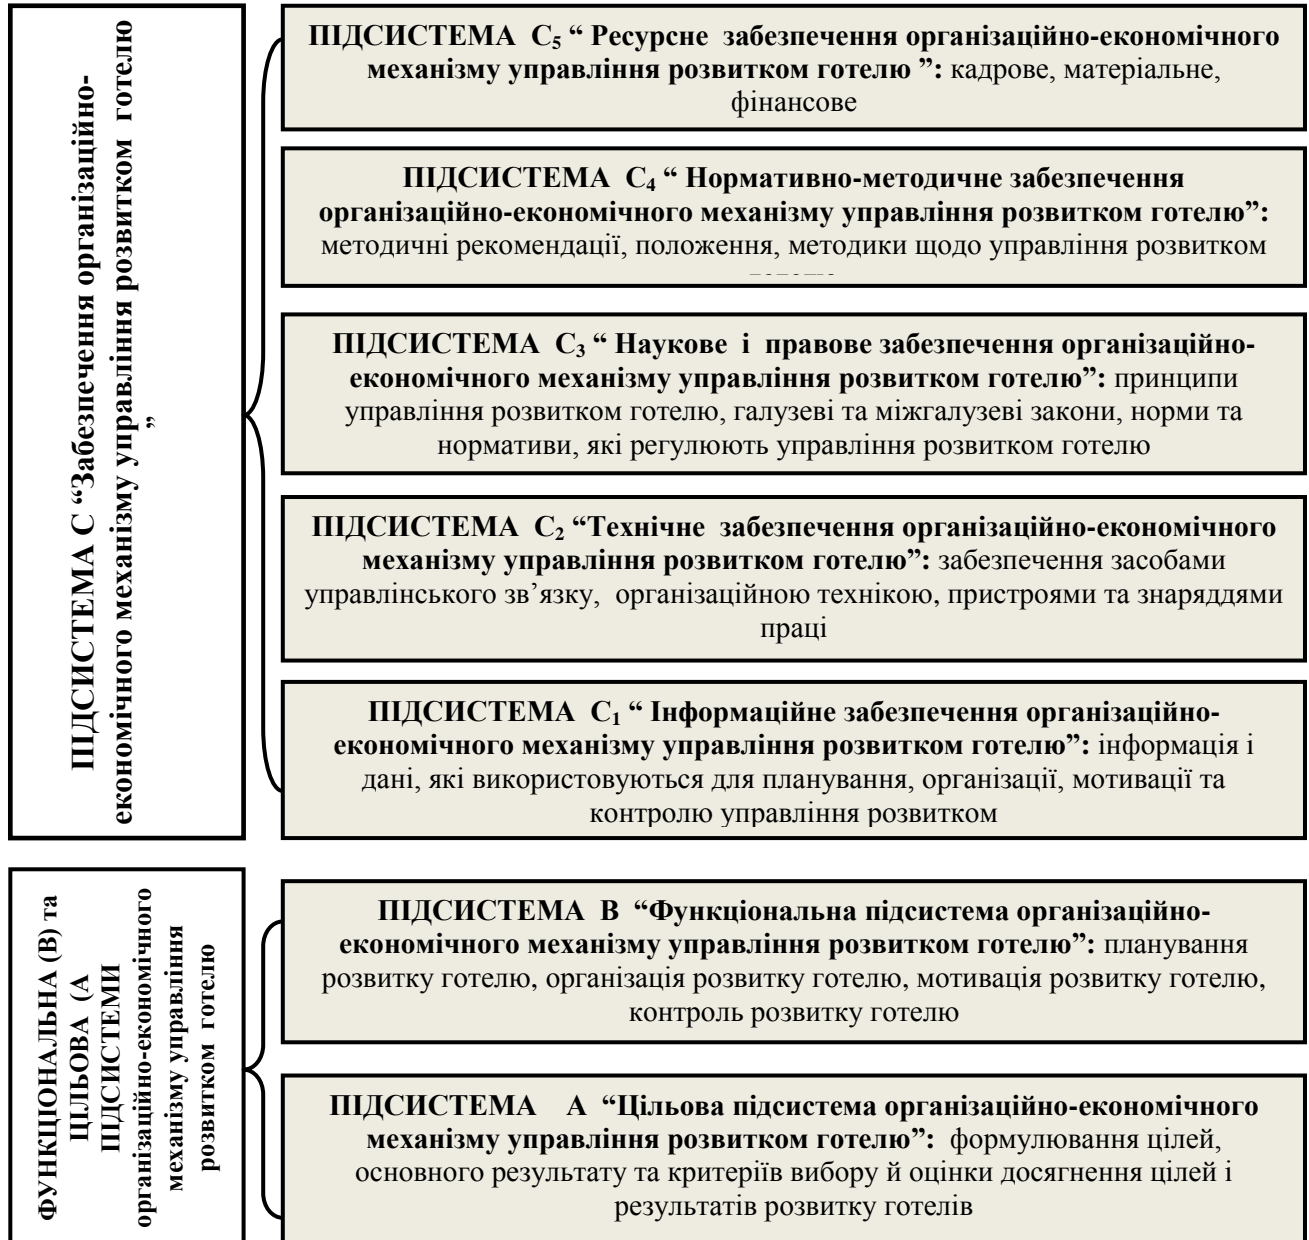 ПІДСИСТЕМА С “Забезпечення організаційно-
економічного механізму управління розвитком готелю
”
ПІДСИСТЕМА С5 “ Ресурсне забезпечення організаційно-економічного
механізму управління розвитком готелю ”: кадрове, матеріальне,
фінансове
ПІДСИСТЕМА С4 “ Нормативно-методичне забезпечення
організаційно-економічного механізму управління розвитком готелю”:
методичні рекомендації, положення, методики щодо управління розвитком
ПІДСИСТЕМА С3 “ Наукове і правове забезпечення організаційно-
економічного механізму управління розвитком готелю”: принципи
управління розвитком готелю, галузеві та міжгалузеві закони, норми та
нормативи, які регулюють управління розвитком готелю
ПІДСИСТЕМА С2 “Технічне забезпечення організаційно-економічного
механізму управління розвитком готелю”: забезпечення засобами
управлінського зв’язку, організаційною технікою, пристроями та знаряддями
праці
ПІДСИСТЕМА С1 “ Інформаційне забезпечення організаційно-
економічного механізму управління розвитком готелю”: інформація і
дані, які використовуються для планування, організації, мотивації та
контролю управління розвитком
ФУНКЦІОНАЛЬНА (В) та
ЦІЛЬОВА (А
ПІДСИСТЕМИ
організаційно-економічного
механізму управління
розвитком готелю
ПІДСИСТЕМА В “Функціональна підсистема організаційно-
економічного механізму управління розвитком готелю”: планування
розвитку готелю, організація розвитку готелю, мотивація розвитку готелю,
контроль розвитку готелю
ПІДСИСТЕМА А “Цільова підсистема організаційно-економічного
механізму управління розвитком готелю”: формулювання цілей,
основного результату та критеріїв вибору й оцінки досягнення цілей і
результатів розвитку готелів